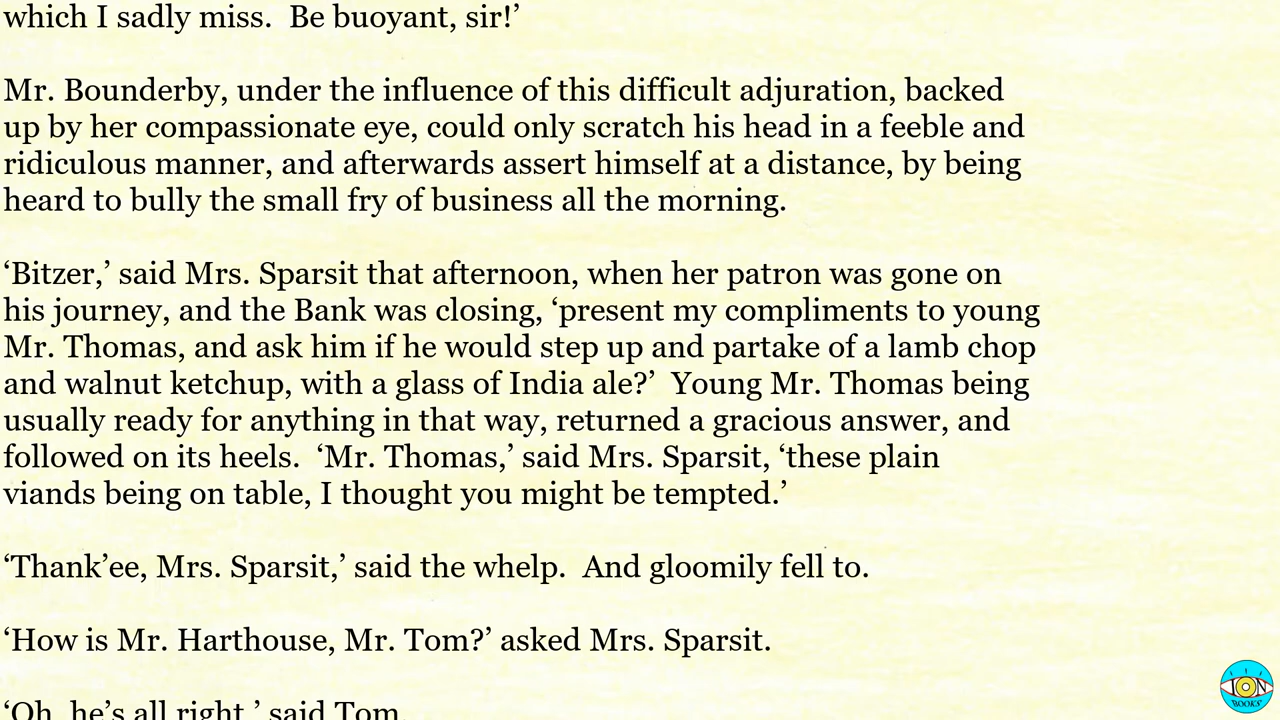 which I sadly miss.  Be buoyant, sir!’
Mr. Bounderby, under the influence of this difficult adjuration, backed
up by her compassionate eye, could only scratch his head in a feeble and
ridiculous manner, and afterwards assert himself at a distance, by being
heard to bully the small fry of business all the morning.
‘Bitzer,’ said Mrs. Sparsit that afternoon, when her patron was gone on
his journey, and the Bank was closing, ‘present my compliments to young
Mr. Thomas, and ask him if he would step up and partake of a lamb chop
and walnut ketchup, with a glass of India ale?’  Young Mr. Thomas being
usually ready for anything in that way, returned a gracious answer, and
followed on its heels.  ‘Mr. Thomas,’ said Mrs. Sparsit, ‘these plain
viands being on table, I thought you might be tempted.’
‘Thank’ee, Mrs. Sparsit,’ said the whelp.  And gloomily fell to.
‘How is Mr. Harthouse, Mr. Tom?’ asked Mrs. Sparsit.
‘Oh, he’s all right,’ said Tom.
ION
BOOKS